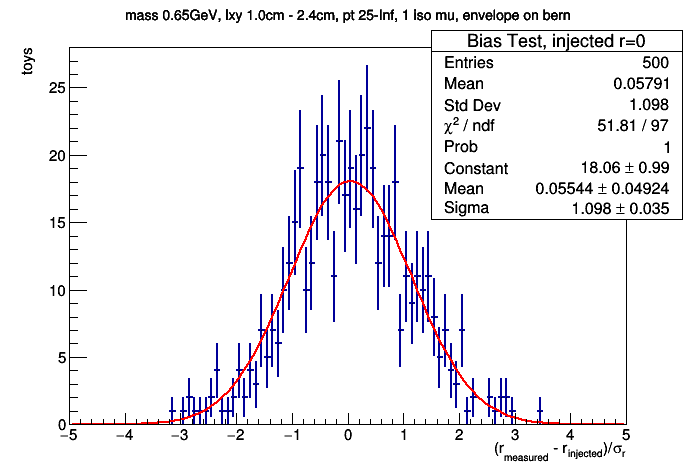 mass 0.65GeV, lxy 1.0cm - 2.4cm, pt 25-Inf, 1 Iso mu, envelope on bern
toys
Bias Test, injected r=0
Entries 500
Mean 0.05791
Std Dev 1.098
χ² / ndf 51.81 / 97
Prob 1
Constant 18.06 ± 0.99
Mean 0.05544 ± 0.04924
Sigma 1.098 ± 0.035
25
20
15
10
5
0
−5 −4 −3 −2 −1 0 1 2 3 4 5
(r_measured - r_injected)/σ_r